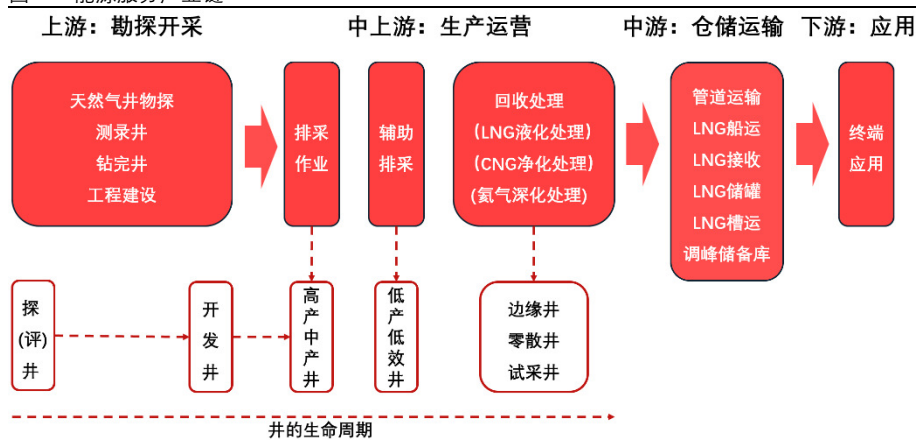 上游：勘探开采
中上游：生产运营
中游：仓储运输
下游：应用
天然气井物探
测录井
钻完井
工程建设
排采
作业
辅助
排采
回收处理
(LNG液化处理)
(CNG净化处理)
(氦气深化处理)
管道运输
LNG船运
LNG接收
LNG储罐
LNG槽运
调峰储备库
终端
应用
探
(评)
井
开
发
井
高
产
中
产
井
低
产
低
效
井
边缘井
零散井
试采井
井的生命周期